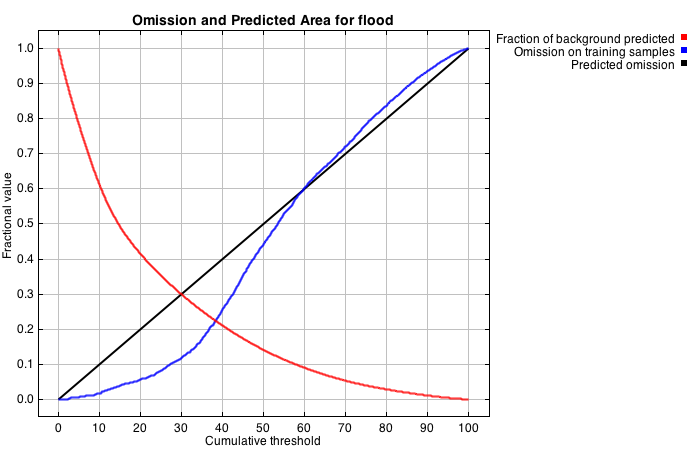 Omission and Predicted Area for flood
Fraction of background predicted
Omission on training samples
Predicted omission
Fractional value
1.0
0.9
0.8
0.7
0.6
0.5
0.4
0.3
0.2
0.1
0.0
0 10 20 30 40 50 60 70 80 90 100
Cumulative threshold